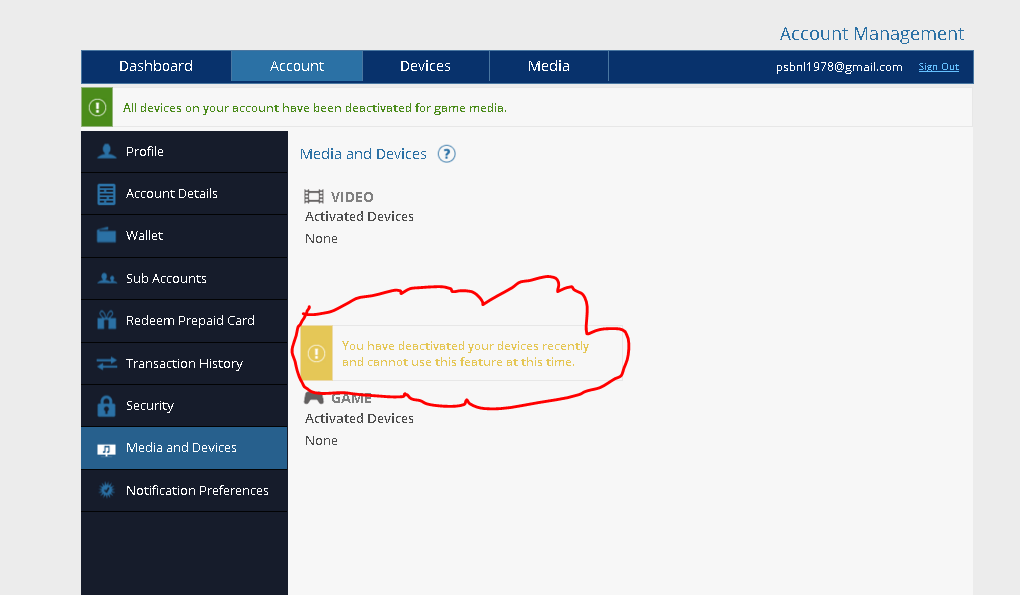 Account Management
Dashboard Account Devices Media psbnl1978@gmail.com Sign Out
All devices on your account have been deactivated for game media.
Profile
Account Details
Wallet
Sub Accounts
Redeem Prepaid Card
Transaction History
Security
Media and Devices
Notification Preferences
Media and Devices ?
VIDEO
Activated Devices
None
You have deactivated your devices recently
and cannot use this feature at this time.
GAME
Activated Devices
None